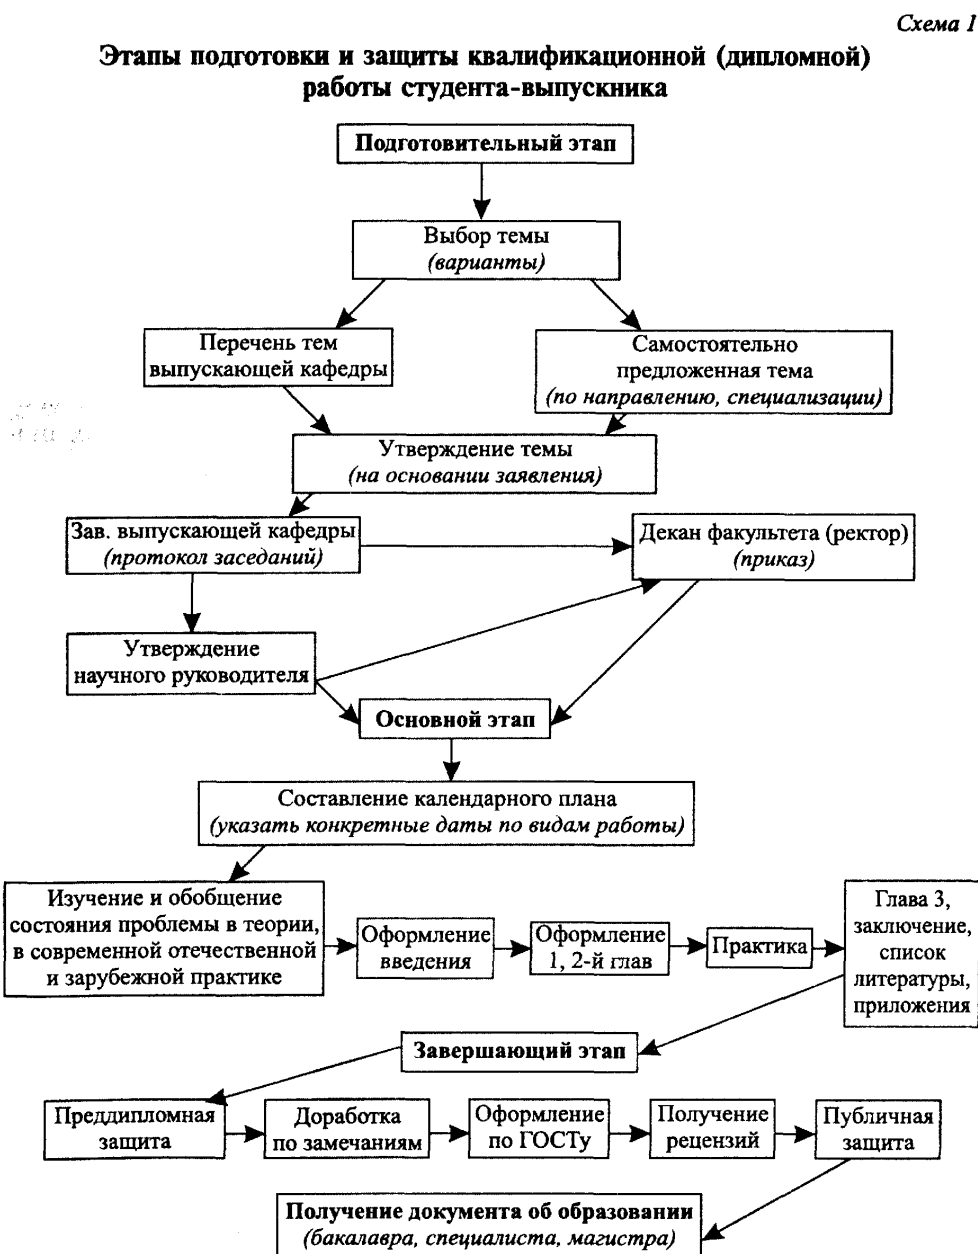 Схема 1
Этапы подготовки и защиты квалификационной (дипломной)
работы студента-выпускника
Подготовительный этап
Выбор темы
(варианты)
Перечень тем
выпускающей кафедры
Самостоятельно
предложенная тема
(по направлению, специализации)
Утверждение темы
(на основании заявления)
Зав. выпускающей кафедры
(протокол заседаний)
Декан факультета (ректор)
(приказ)
Утверждение
научного руководителя
Основной этап
Составление календарного плана
(указать конкретные даты по видам работы)
Изучение и обобщение
состояния проблемы в теории,
в современной отечественной
и зарубежной практике
Оформление
введения
Оформление
1, 2-й глав
Практика
Глава 3,
заключение,
список
литературы,
приложения
Завершающий этап
Преддипломная
защита
Доработка
по замечаниям
Оформление
по ГОСТу
Получение
рецензий
Публичная
защита
Получение документа об образовании
(бакалавра, специалиста, магистра)